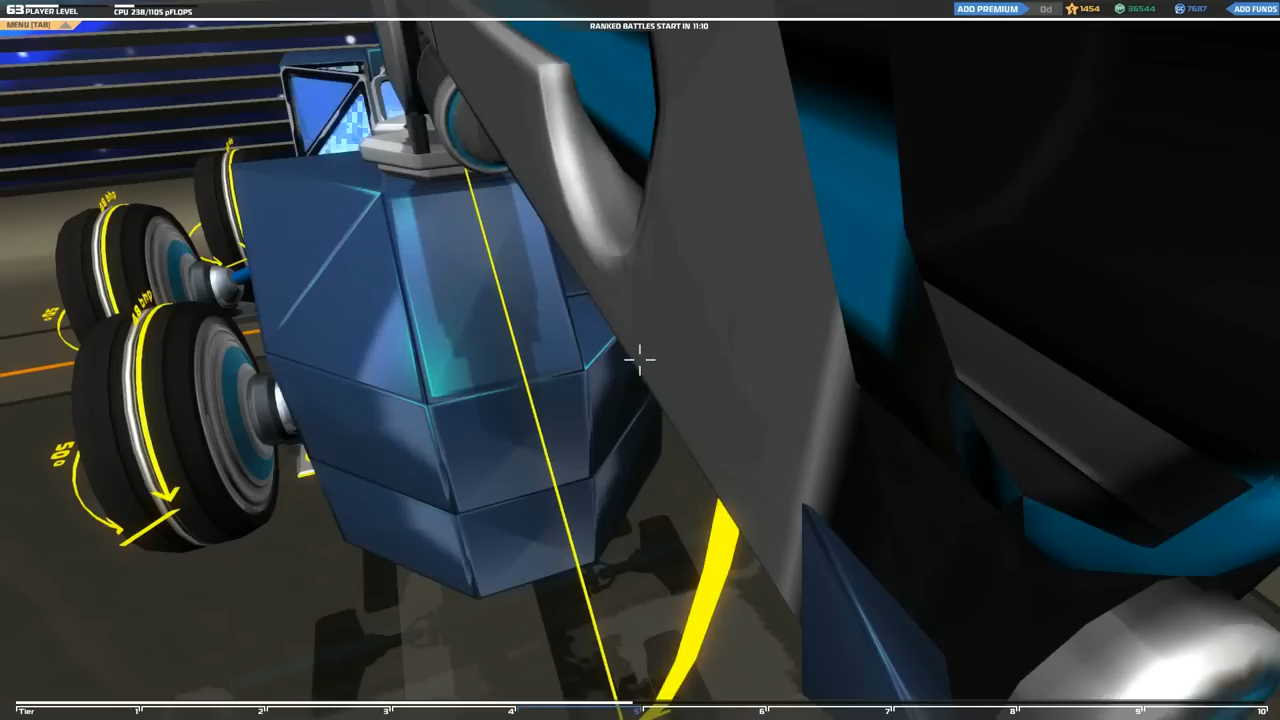 63 PLAYER LEVEL
CPU 238/1105 pFLOPS
ADD PREMIUM
0d
1454
36544
7687
ADD FUNDS
MENU [TAB]
RANKED BATTLES START IN 11:10
50°
Tier 1 2 3 4 5 6 7 8 9 10